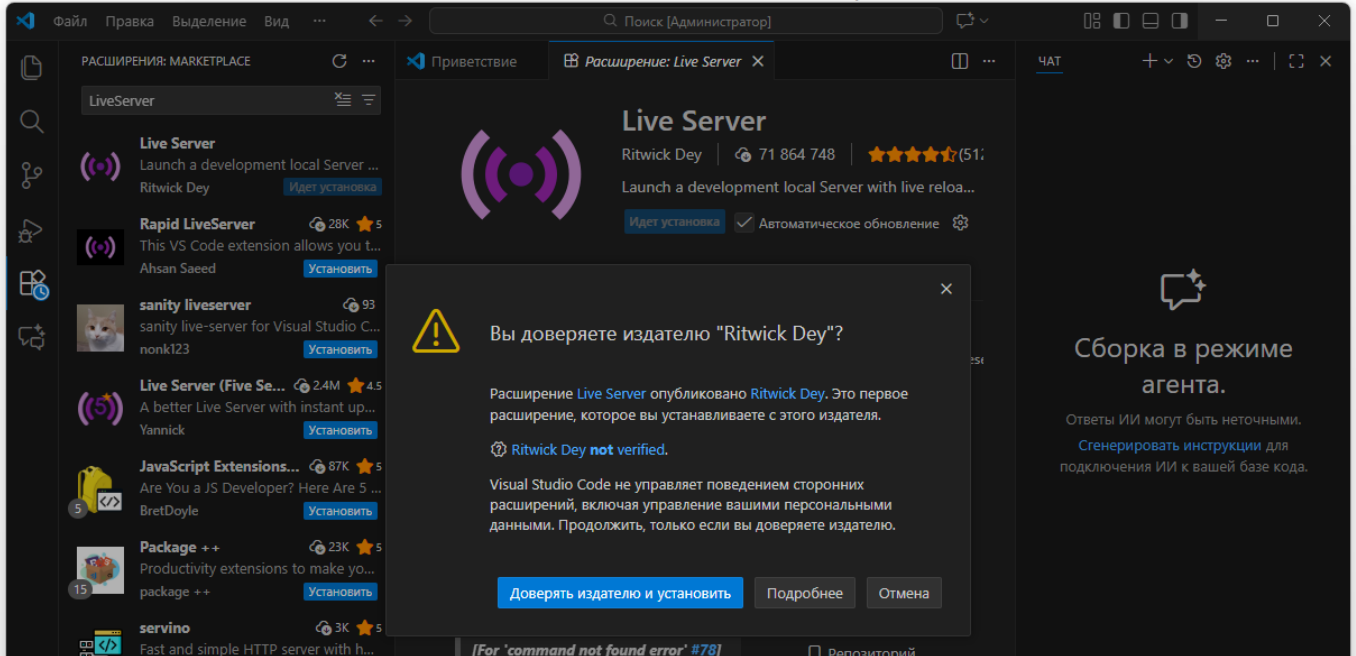 Файл Правка Выделение Вид ... Поиск [Администратор]
РАСШИРЕНИЯ: MARKETPLACE
LiveServer
Live Server
Launch a development local Server ...
Ritwick Dey Идет установка
Rapid LiveServer 28K 5
This VS Code extension allows you t...
Ahsan Saeed Установить
sanity liveserver 93
sanity live-server for Visual Studio C...
nonk123 Установить
Live Server (Five Se... 2.4M 4.5
A better Live Server with instant up...
Yannick Установить
JavaScript Extensions... 87K 5
Are You a JS Developer? Here Are 5 ...
5 BretDoyle Установить
Package ++ 23K 5
Productivity extensions to make yo...
15 package ++ Установить
servino 3K 5
Fast and simple HTTP server with h...
Приветствие Расширение: Live Server
Live Server
Ritwick Dey 71 864 748 (512
Launch a development local Server with live reloa...
Идет установка Автоматическое обновление
Вы доверяете издателю "Ritwick Dey"?
Расширение Live Server опубликовано Ritwick Dey. Это первое
расширение, которое вы устанавливаете с этого издателя.
Ritwick Dey not verified.
Visual Studio Code не управляет поведением сторонних
расширений, включая управление вашими персональными
данными. Продолжить, только если вы доверяете издателю.
Доверять издателю и установить Подробнее Отмена
[For 'command not found error' #78]
Репозиторий
ЧАТ
Сборка в режиме
агента.
Ответы ИИ могут быть неточными.
Сгенерировать инструкции для
подключения ИИ к вашей базе кода.